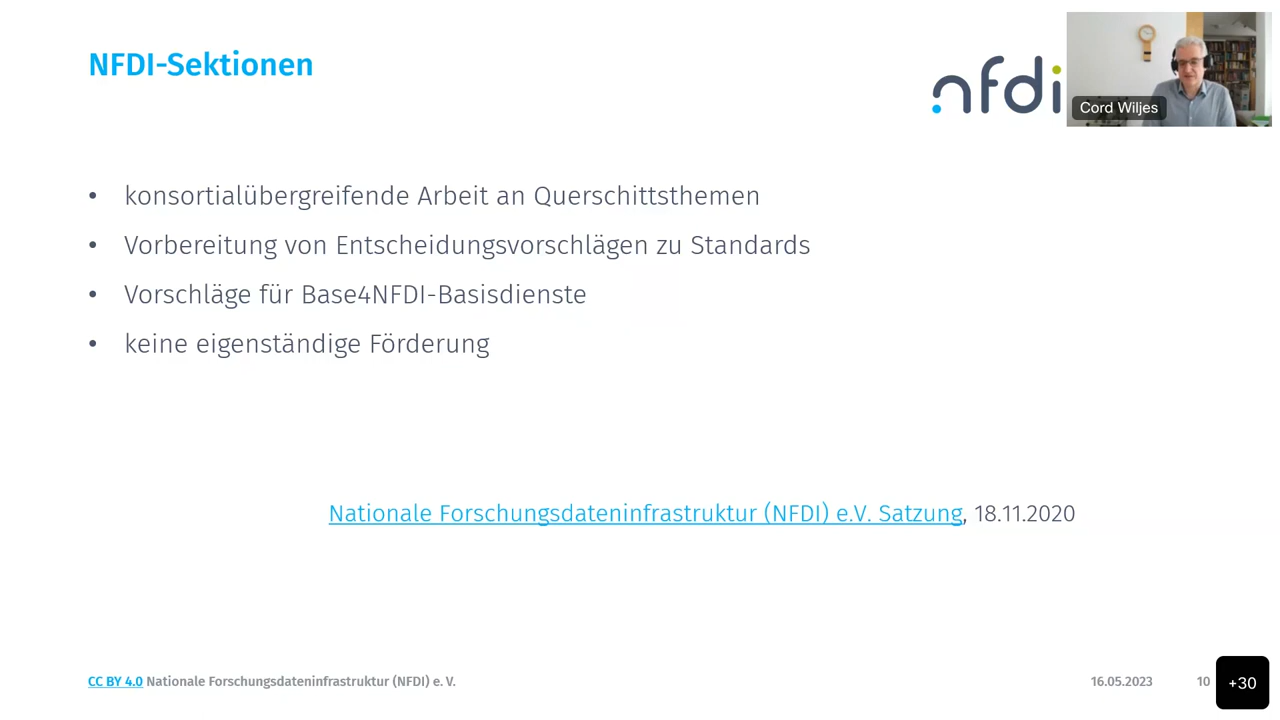 NFDI-Sektionen
nfdi
Cord Wiljes
• konsortialübergreifende Arbeit an Querschittsthemen
• Vorbereitung von Entscheidungsvorschlägen zu Standards
• Vorschläge für Base4NFDI-Basisdienste
• keine eigenständige Förderung
Nationale Forschungsdateninfrastruktur (NFDI) e.V. Satzung, 18.11.2020
CC BY 4.0 Nationale Forschungsdateninfrastruktur (NFDI) e. V.
16.05.2023
10
+30